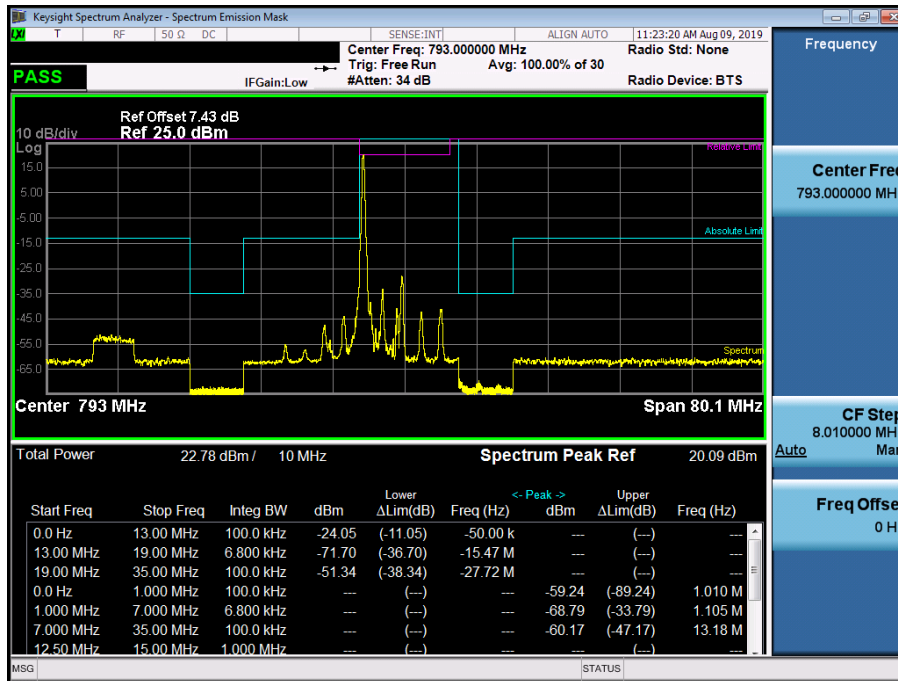 Keysight Spectrum Analyzer - Spectrum Emission Mask
LXI T RF 50 Ω DC SENSE:INT ALIGN AUTO 11:23:20 AM Aug 09, 2019
Center Freq: 793.000000 MHz Radio Std: None
Trig: Free Run Avg: 100.00% of 30
PASS IFGain:Low #Atten: 34 dB Radio Device: BTS
Ref Offset 7.43 dB
10 dB/div Ref 25.0 dBm
Log
Relative Limit
15.0
5.00
-5.00
Absolute Limit
-15.0
-25.0
-35.0
-45.0
-55.0
Spectrum
-65.0
Center 793 MHz Span 80.1 MHz
Total Power 22.78 dBm / 10 MHz Spectrum Peak Ref 20.09 dBm
Lower <- Peak -> Upper
Start Freq Stop Freq Integ BW dBm ΔLim(dB) Freq (Hz) dBm ΔLim(dB) Freq (Hz)
0.0 Hz 13.00 MHz 100.0 kHz -24.05 (-11.05) -50.00 k --- (---) ---
13.00 MHz 19.00 MHz 6.800 kHz -71.70 (-36.70) -15.47 M --- (---) ---
19.00 MHz 35.00 MHz 100.0 kHz -51.34 (-38.34) -27.72 M --- (---) ---
0.0 Hz 1.000 MHz 100.0 kHz --- (---) --- -59.24 (-89.24) 1.010 M
1.000 MHz 7.000 MHz 6.800 kHz --- (---) --- -68.79 (-33.79) 1.105 M
7.000 MHz 35.00 MHz 100.0 kHz --- (---) --- -60.17 (-47.17) 13.18 M
12.50 MHz 15.00 MHz 1.000 MHz --- (---) --- --- (---) ---
MSG STATUS
Frequency
Center Fre
793.000000 MH
CF Step
8.010000 MH
Auto Ma
Freq Offse
0 H